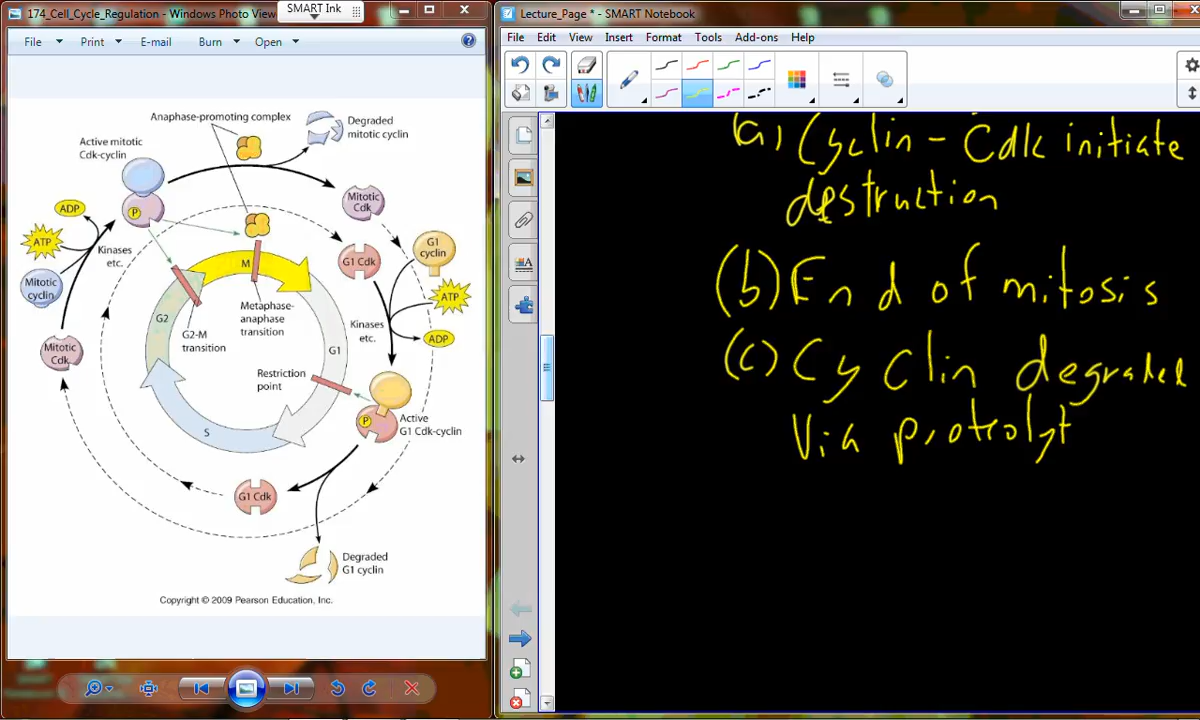 174_Cell_Cycle_Regulation - Windows Photo View
SMART Ink
File Print E-mail Burn Open
Anaphase-promoting complex
Degraded
mitotic cyclin
Active mitotic
Cdk-cyclin
ADP
P
Mitotic
Cdk
ATP
Kinases
etc.
Mitotic
cyclin
M
G1 Cdk
G1
cyclin
ATP
Metaphase-
anaphase
transition
G2
G2-M
transition
Kinases
etc.
ADP
Mitotic
Cdk
G1
Restriction
point
P
Active
G1 Cdk-cyclin
S
G1 Cdk
Degraded
G1 cyclin
Copyright © 2009 Pearson Education, Inc.
Lecture_Page * - SMART Notebook
File Edit View Insert Format Tools Add-ons Help
(a) Cyclin - Cdk initiate
destruction
(b) End of mitosis
(c) Cyclin degraded
Via proteolyt